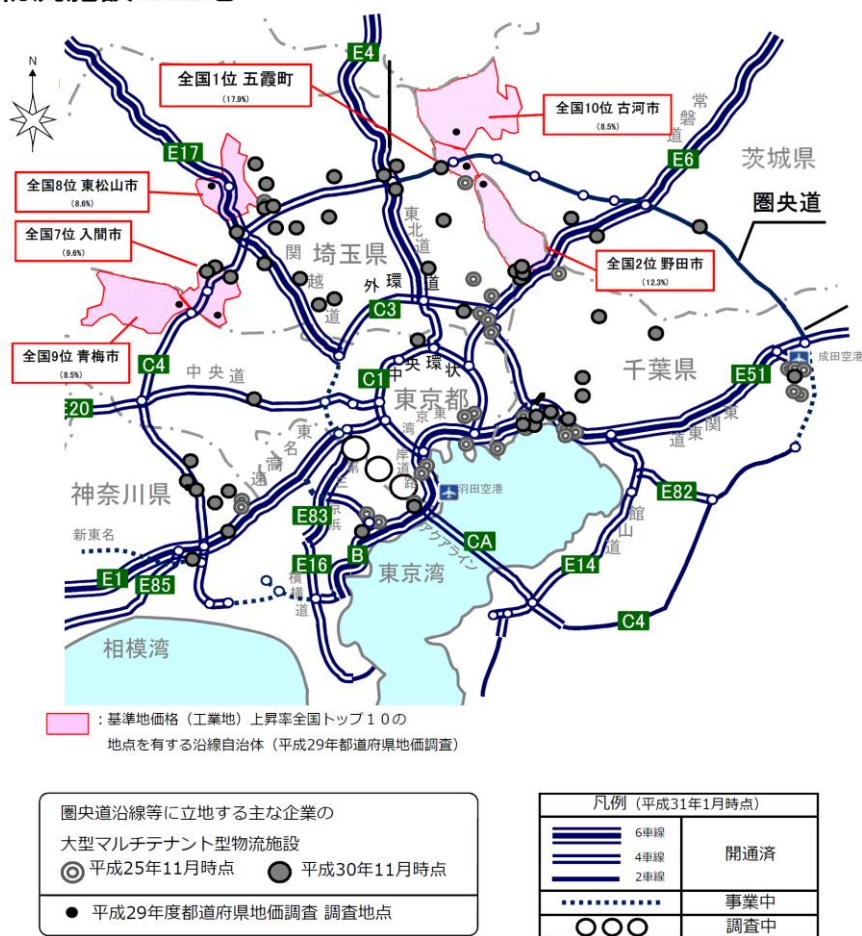 N
全国1位 五霞町
(17.9%)
E4
全国10位 古河市
(8.5%)
常磐道
E17
E6
茨城県
全国8位 東松山市
(8.6%)
圏央道
東北道
全国7位 入間市
(9.6%)
関越道
埼玉県
全国2位 野田市
(12.3%)
外環道
C3
千葉県
全国9位 青梅市
(8.5%)
C4
中央道
C1
中央環状
E51
成田空港
E20
東京都
東関東道
東名高速
湾岸道路
東京
神奈川県
第三京浜
羽田空港
E82
館山道
新東名
E83
アクアライン
CA
E1
E85
E16
B
横横道
東京湾
E14
C4
相模湾
：基準地価格（工業地）上昇率全国トップ１０の
地点を有する沿線自治体（平成29年都道府県地価調査）
圏央道沿線等に立地する主な企業の
大型マルチテナント型物流施設
平成25年11月時点 平成30年11月時点
平成29年度都道府県地価調査 調査地点
凡例（平成31年1月時点）
6車線
4車線
2車線
開通済
事業中
調査中